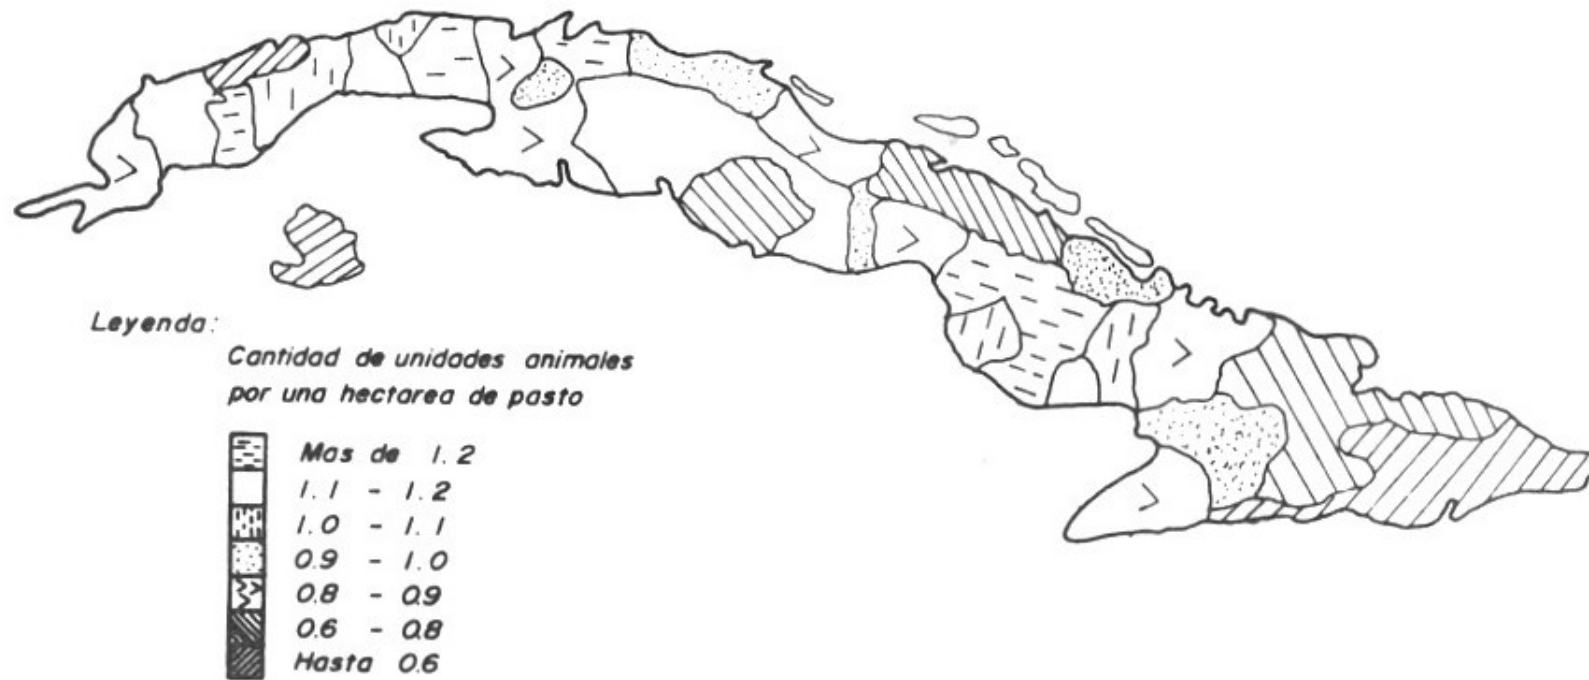 Leyenda:
Cantidad de unidades animales
por una hectarea de pasto
Mas de 1.2
1.1 - 1.2
1.0 - 1.1
0.9 - 1.0
0.8 - 0.9
0.6 - 0.8
Hasta 0.6